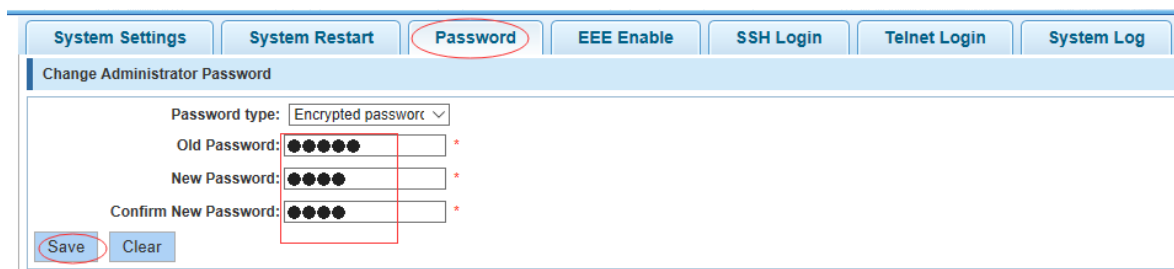 System Settings System Restart Password EEE Enable SSH Login Telnet Login System Log
Change Administrator Password
Password type: Encrypted passworc
Old Password: ●●●●● *
New Password: ●●●● *
Confirm New Password: ●●●● *
Save Clear